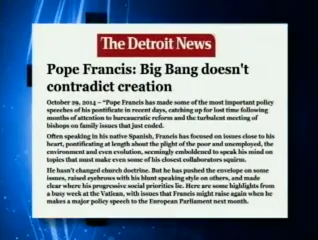 The Detroit News
Pope Francis: Big Bang doesn't
contradict creation
October 29, 2014 – "Pope Francis has made some of the most important policy
speeches of his pontificate in recent days, catching up for lost time following
months of attention to bureaucratic reform and the turbulent meeting of
bishops on family issues that just ended.
Often speaking in his native Spanish, Francis has focused on issues close to his
heart, pontificating at length about the plight of the poor and unemployed, the
environment and even evolution, seemingly emboldened to speak his mind on
topics that must make even some of his closest collaborators squirm.
He hasn't changed church doctrine. But he has pushed the envelope on some
issues, raised eyebrows with his blunt speaking style on others, and made
clear where his progressive social priorities lie. Here are some highlights from
a busy week at the Vatican, with issues that Francis might raise again when he
makes a major policy speech to the European Parliament next month.